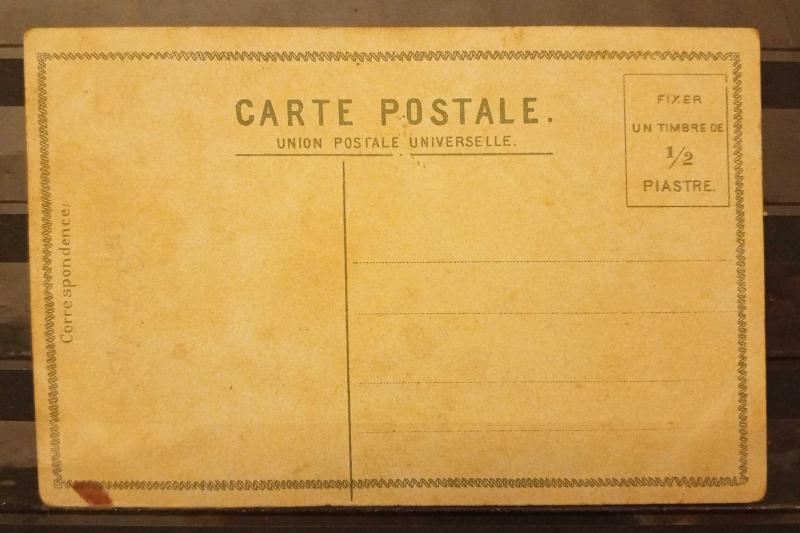 CARTE POSTALE.
UNION POSTALE UNIVERSELLE.
FIXER
UN TIMBRE DE
1/2
PIASTRE.
Correspondence: